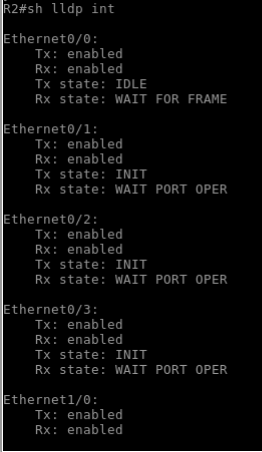 R2#sh lldp int
Ethernet0/0:
    Tx: enabled
    Rx: enabled
    Tx state: IDLE
    Rx state: WAIT FOR FRAME
Ethernet0/1:
    Tx: enabled
    Rx: enabled
    Tx state: INIT
    Rx state: WAIT PORT OPER
Ethernet0/2:
    Tx: enabled
    Rx: enabled
    Tx state: INIT
    Rx state: WAIT PORT OPER
Ethernet0/3:
    Tx: enabled
    Rx: enabled
    Tx state: INIT
    Rx state: WAIT PORT OPER
Ethernet1/0:
    Tx: enabled
    Rx: enabled